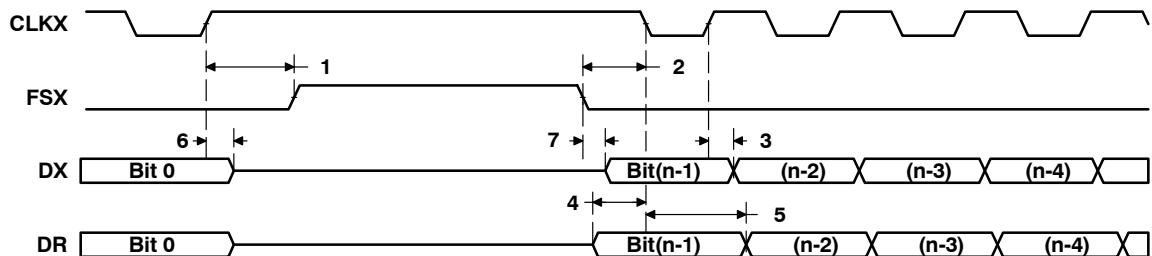 CLKX
1 2
FSX
6 7 3
DX Bit 0 Bit(n-1) (n-2) (n-3) (n-4)
4 5
DR Bit 0 Bit(n-1) (n-2) (n-3) (n-4)